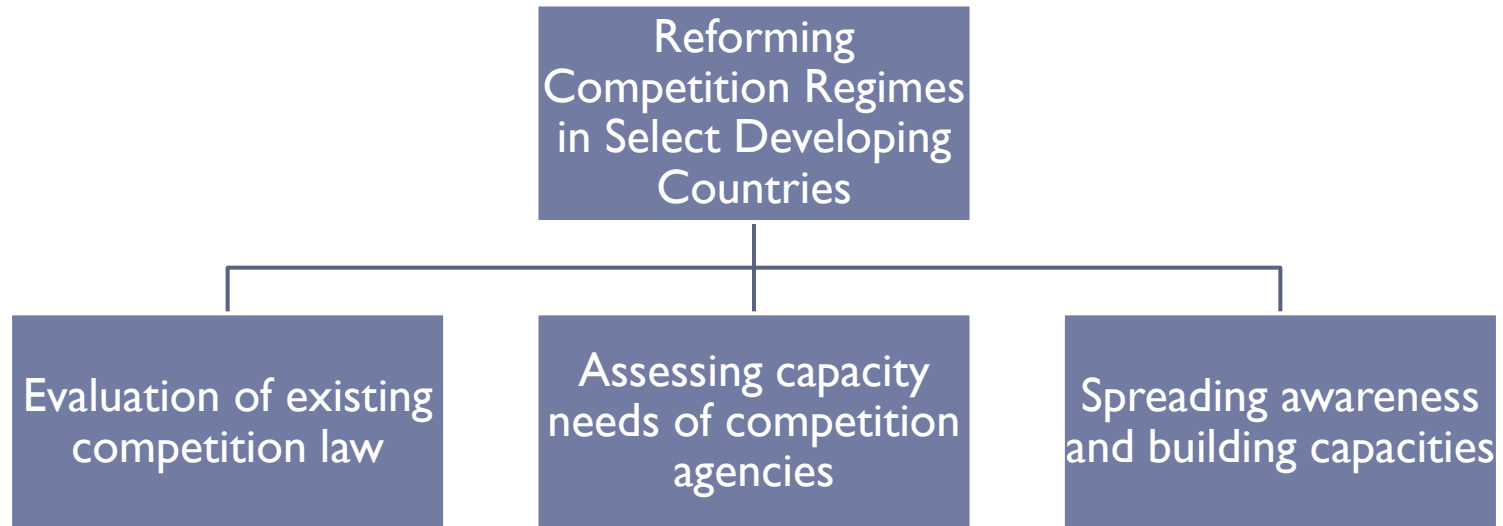 Reforming
Competition Regimes
in Select Developing
Countries
Evaluation of existing
competition law
Assessing capacity
needs of competition
agencies
Spreading awareness
and building capacities